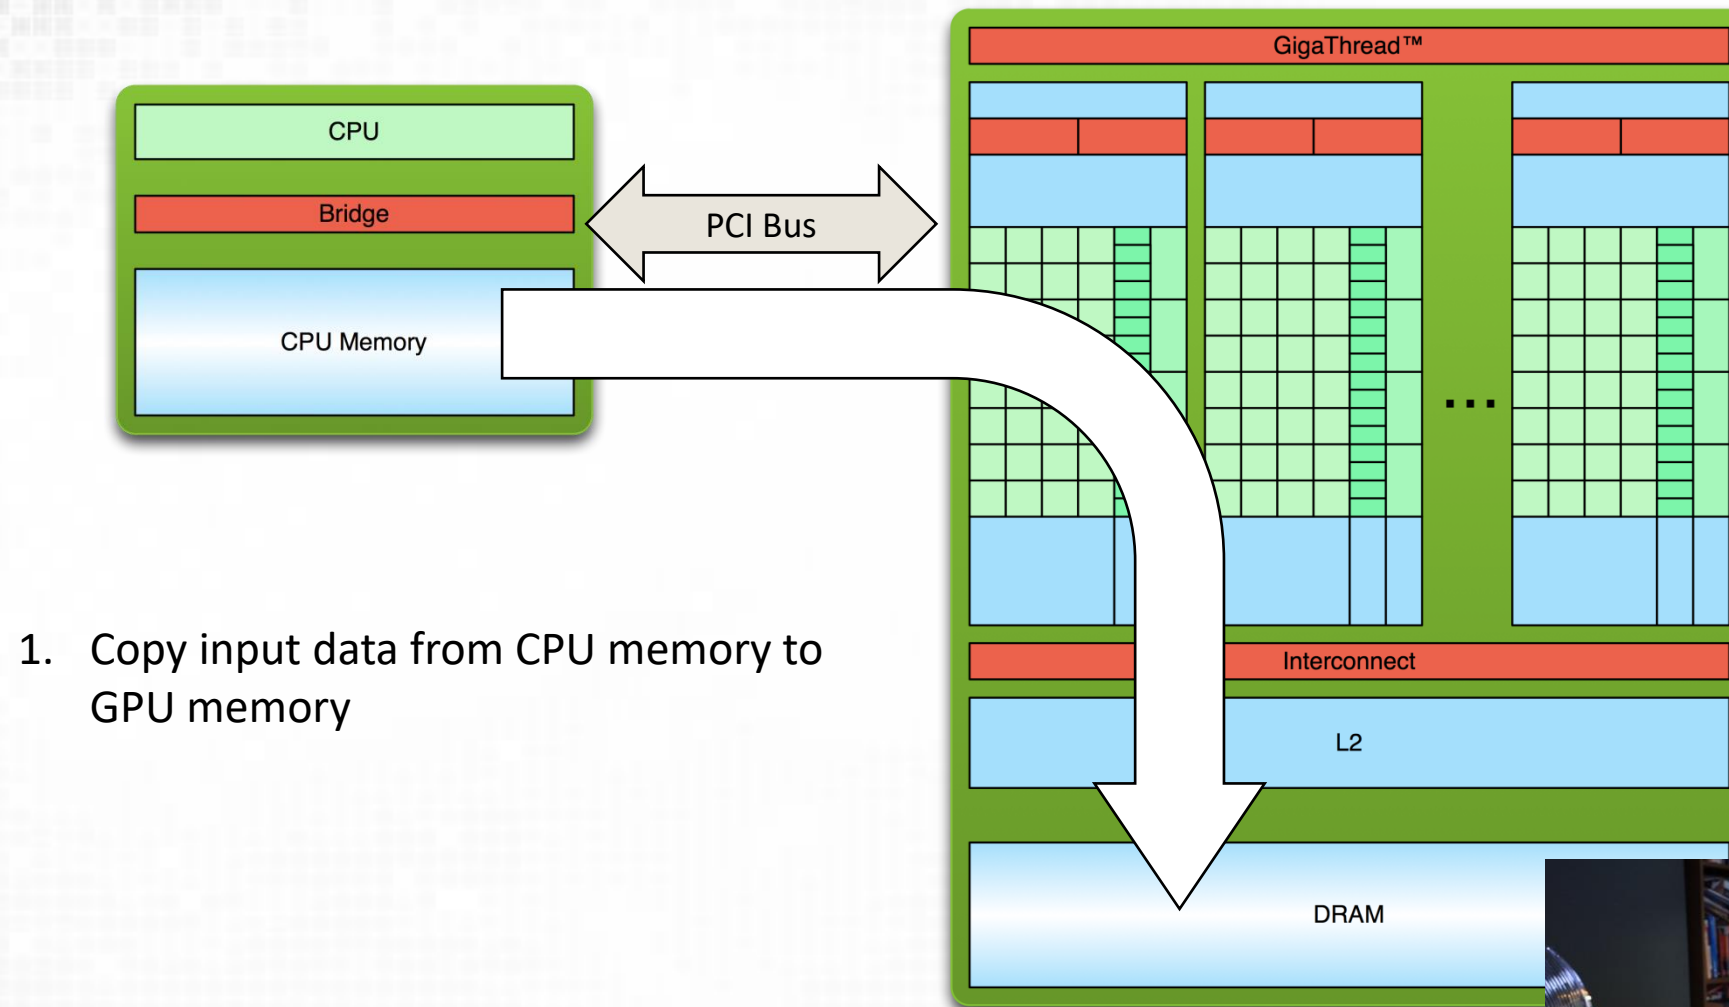 GigaThread™
CPU
Bridge
PCI Bus
CPU Memory
...
1. Copy input data from CPU memory to
GPU memory
Interconnect
L2
DRAM